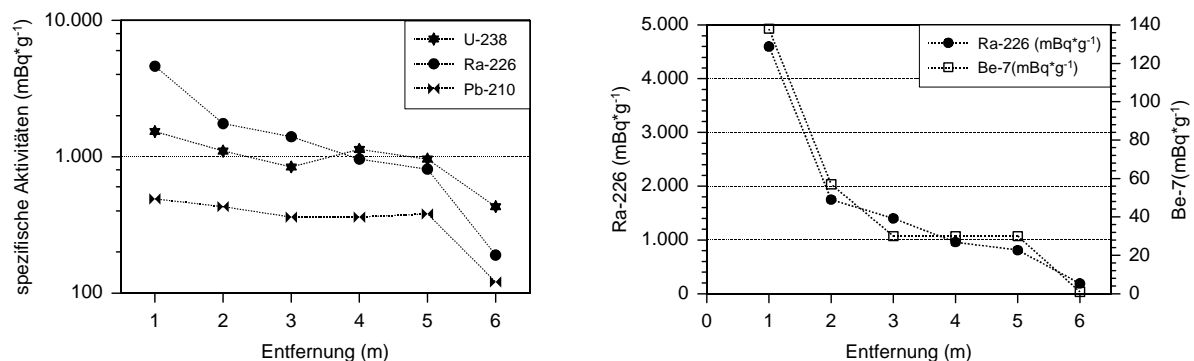 spezifische Aktivitäten (mBq*g-1)
10.000
1.000
100
U-238
Ra-226
Pb-210
1 2 3 4 5 6
Entfernung (m)
Ra-226 (mBq*g-1)
5.000
4.000
3.000
2.000
1.000
0
Ra-226 (mBq*g-1)
Be-7(mBq*g-1)
140
120
100
80
60
40
20
0
Be-7(mBq*g-1)
0 1 2 3 4 5 6
Entfernung (m)